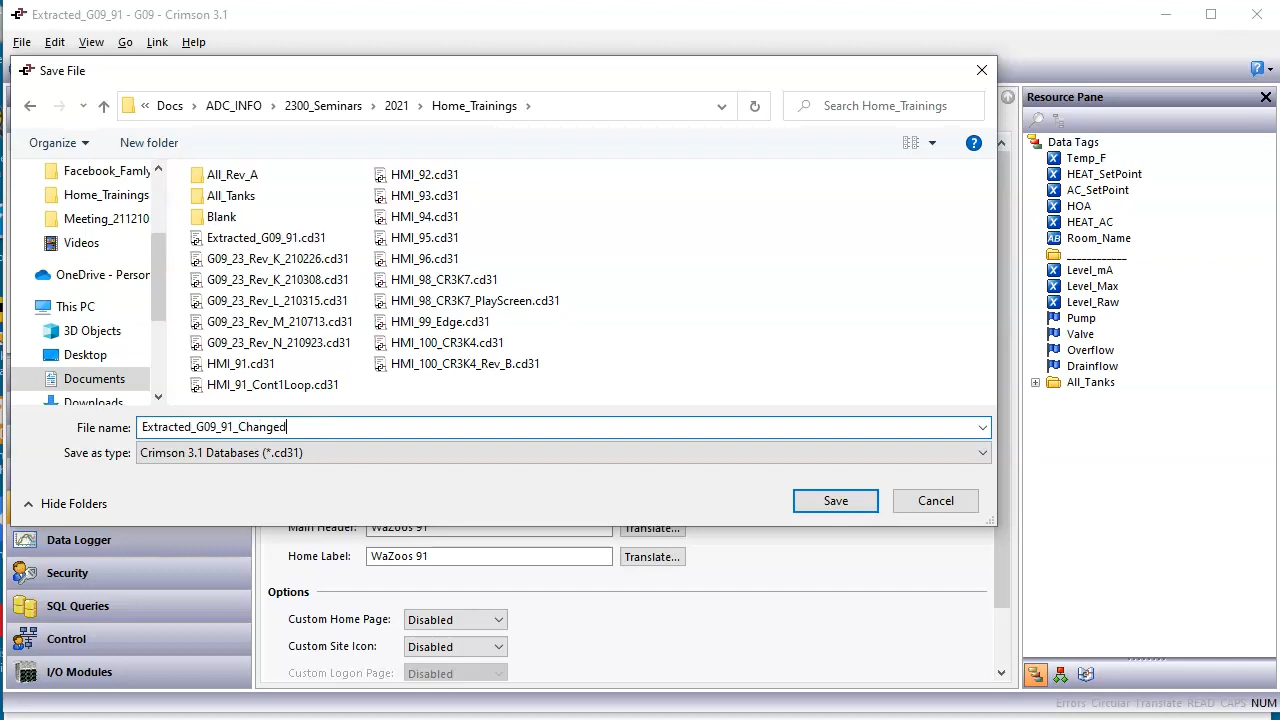 Extracted_G09_91 - G09 - Crimson 3.1
File Edit View Go Link Help
Save File
Docs ADC_INFO 2300_Seminars 2021 Home_Trainings
Search Home_Trainings
Organize New folder
Facebook_Famly
Home_Trainings
Meeting_211210
Videos
OneDrive - Person
This PC
3D Objects
Desktop
Documents
Downloads
All_Rev_A
All_Tanks
Blank
Extracted_G09_91.cd31
G09_23_Rev_K_210226.cd31
G09_23_Rev_K_210308.cd31
G09_23_Rev_L_210315.cd31
G09_23_Rev_M_210713.cd31
G09_23_Rev_N_210923.cd31
HMI_91.cd31
HMI_91_Cont1Loop.cd31
HMI_92.cd31
HMI_93.cd31
HMI_94.cd31
HMI_95.cd31
HMI_96.cd31
HMI_98_CR3K7.cd31
HMI_98_CR3K7_PlayScreen.cd31
HMI_99_Edge.cd31
HMI_100_CR3K4.cd31
HMI_100_CR3K4_Rev_B.cd31
File name: Extracted_G09_91_Changed
Save as type: Crimson 3.1 Databases (*.cd31)
Hide Folders
Save Cancel
Main Header: WaZoos 91 Translate...
Home Label: WaZoos 91 Translate...
Options
Custom Home Page: Disabled
Custom Site Icon: Disabled
Custom Logon Page: Disabled
Data Logger
Security
SQL Queries
Control
I/O Modules
Resource Pane
Data Tags
Temp_F
HEAT_SetPoint
AC_SetPoint
HOA
HEAT_AC
Room_Name
____________
Level_mA
Level_Max
Level_Raw
Pump
Valve
Overflow
Drainflow
All_Tanks
Errors Circular Translate READ CAPS NUM